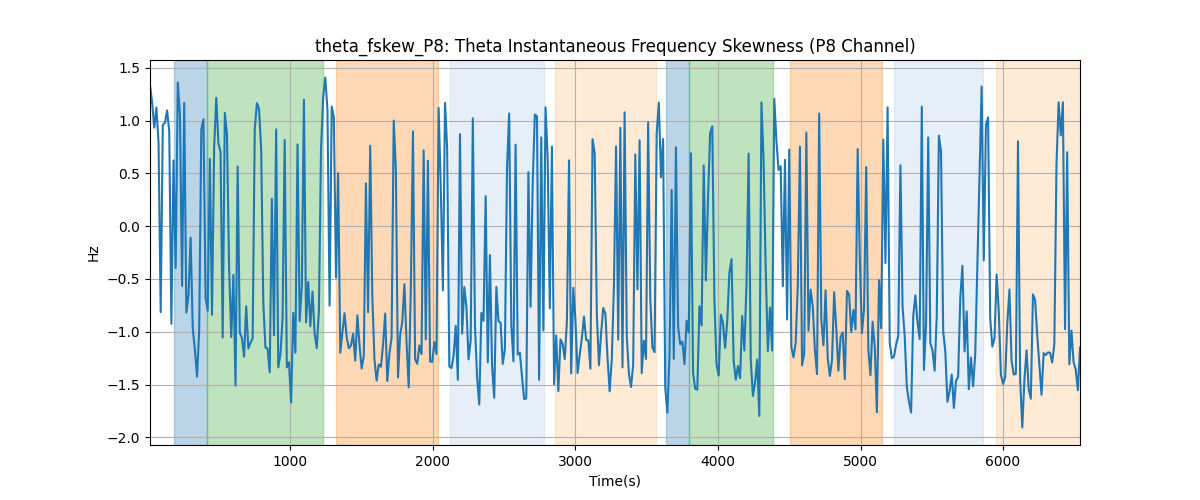 theta_fskew_P8: Theta Instantaneous Frequency Skewness (P8 Channel)
1.5
1.0
0.5
0.0
−0.5
−1.0
−1.5
−2.0
Hz
1000 2000 3000 4000 5000 6000
Time(s)